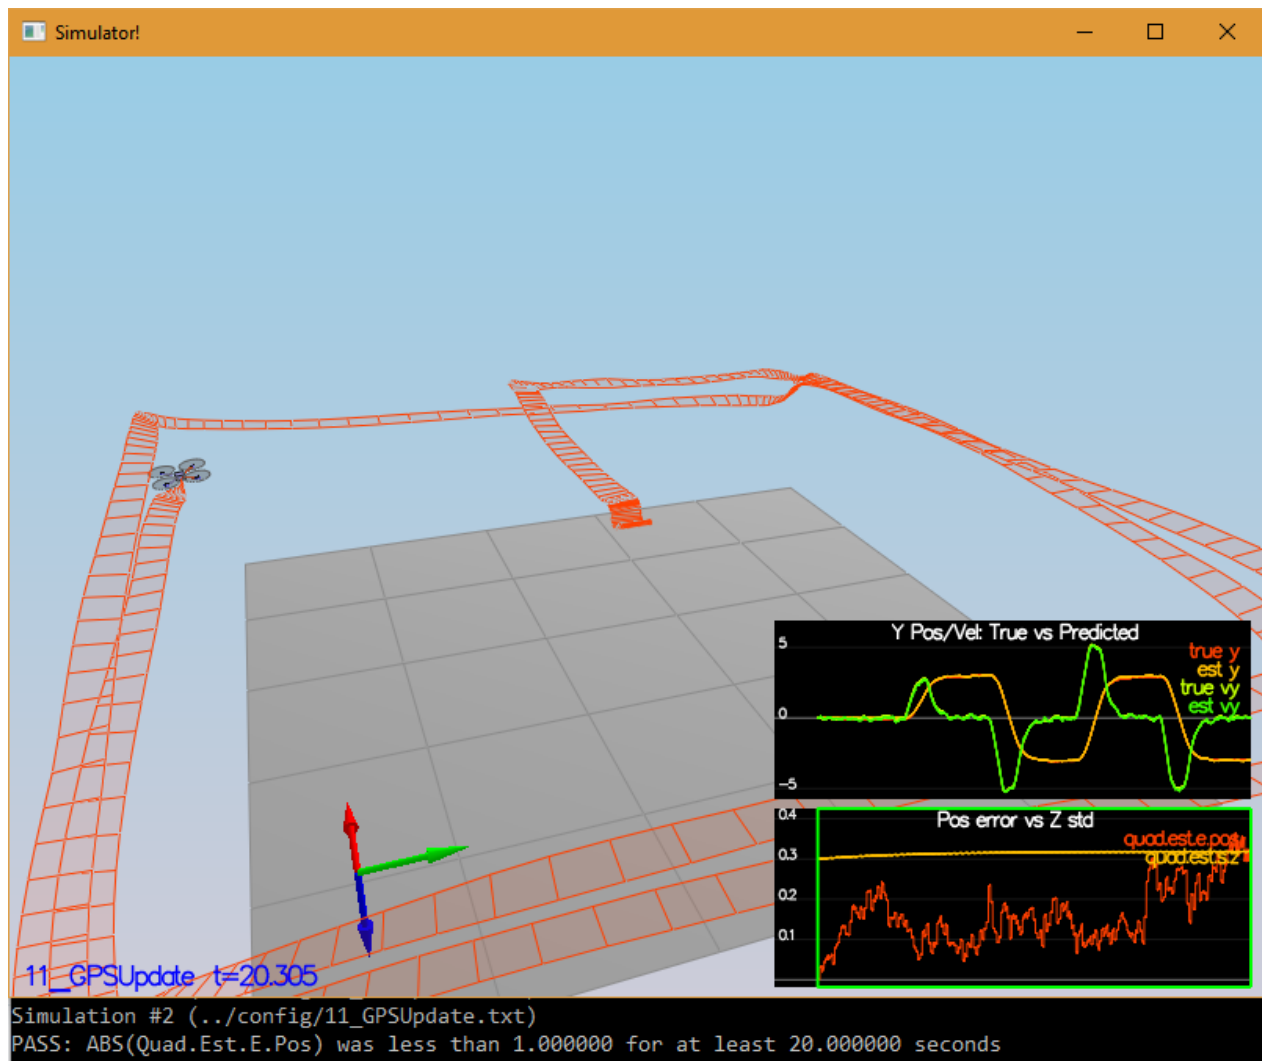 Simulator!
Y Pos/Vel: True vs Predicted
5
true y
est y
true vy
est vy
0
-5
Pos error vs Z std
0.4
quad.est.e.pos
0.3
quad.est.s.z
0.2
0.1
11_GPSUpdate t=20.305
Simulation #2 (../config/11_GPSUpdate.txt)
PASS: ABS(Quad.Est.E.Pos) was less than 1.000000 for at least 20.000000 seconds